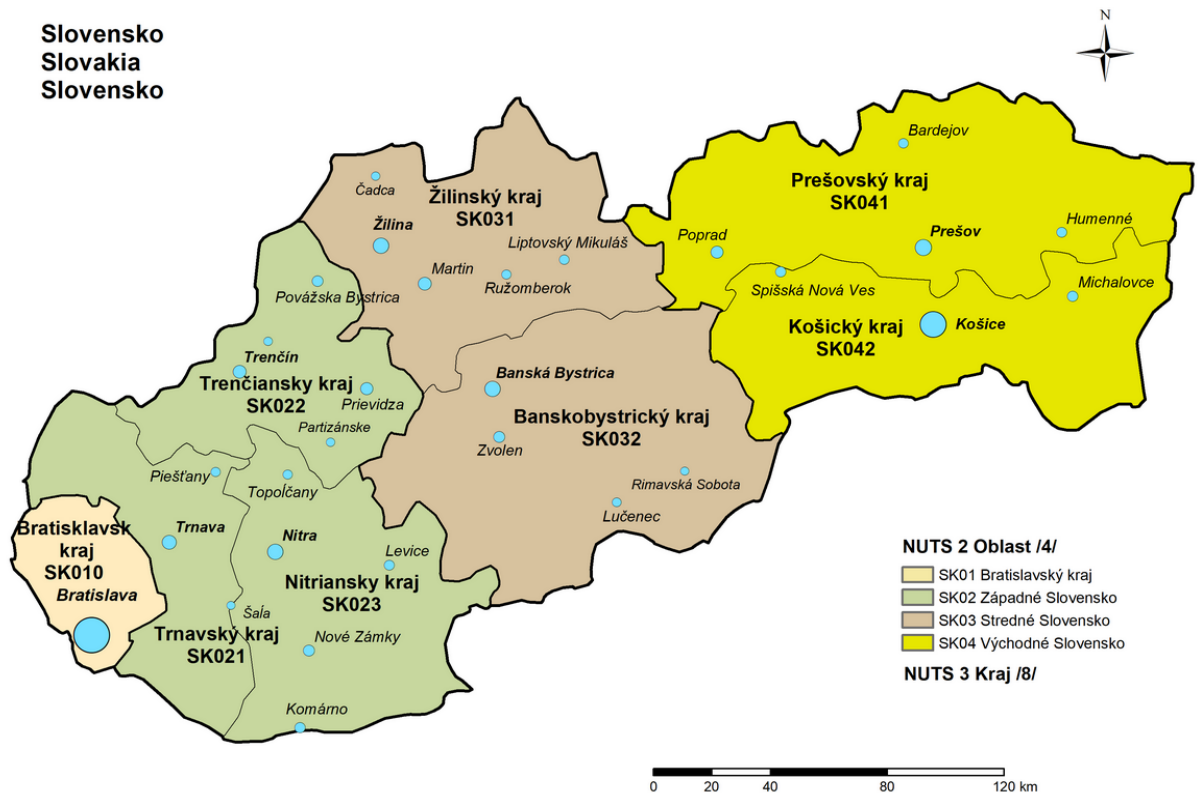 Slovensko
Slovakia
Slovensko
N
Bardejov
Prešovský kraj
SK041
Čadca
Žilinský kraj
SK031
Humenné
Žilina
Prešov
Poprad
Liptovský Mikuláš
Martin
Ružomberok
Spišská Nová Ves
Michalovce
Považska Bystrica
Košický kraj
SK042
Košice
Trenčín
Trenčiansky kraj
SK022
Banská Bystrica
Prievidza
Banskobystrický kraj
SK032
Partizánske
Zvolen
Piešťany
Topoĺčany
Rimavská Sobota
Lučenec
Bratisklavsk
kraj
SK010
Bratislava
Trnava
Nitra
Levice
Nitriansky kraj
SK023
Šaĺa
Trnavský kraj
SK021
Nové Zámky
Komárno
NUTS 2 Oblast /4/
SK01 Bratislavský kraj
SK02 Západné Slovensko
SK03 Stredné Slovensko
SK04 Východné Slovensko
NUTS 3 Kraj /8/
0 20 40 80 120 km